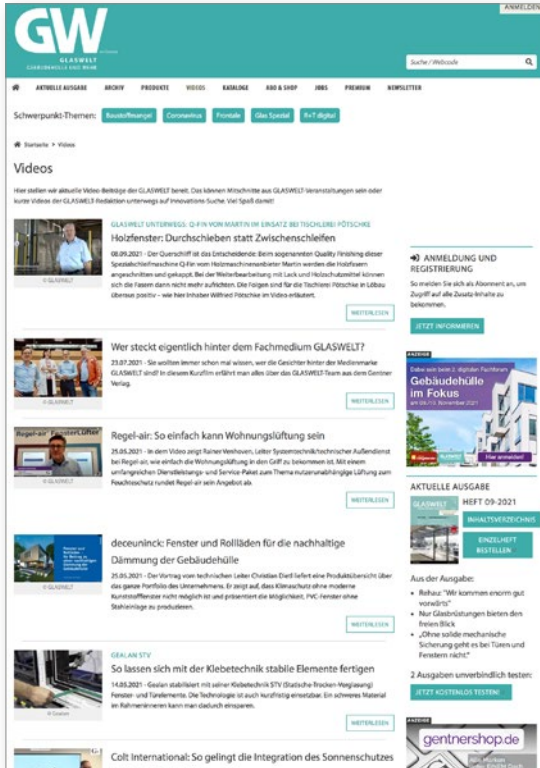 ANMELDEN
GW
GLASWELT
Suche / Webcode
AKTUELLE AUSGABE ARCHIV PRODUKTE VIDEOS KATALOGE ABO & SHOP JOBS PREMIUM NEWSLETTER
Schwerpunkt-Themen: Baustoffmangel Coronavirus Frontale Glas Spezial R+T digital
Startseite > Videos
Videos
Hier stellen wir aktuelle Video-Beiträge der GLASWELT bereit. Das können Mitschnitte aus GLASWELT-Veranstaltungen sein oder
kurze Videos der GLASWELT-Redaktion unterwegs auf Innovations-Suche. Viel Spaß damit!
GLASWELT UNTERWEGS: Q-FIN VON MARTIN IM EINSATZ BEI TISCHLEREI PÖTSCHKE
Holzfenster: Durchschieben statt Zwischenschleifen
08.09.2021 - Der Querschliff ist das Entscheidende: Beim sogenannten Quality Finishing dieser
Spezialschleifmaschine Q-Fin vom Holzmaschinenanbieter Martin werden die Holzfasern
angeschnitten und gekappt. Bei der Weiterbearbeitung mit Lack und Holzschutzmittel können
sich die Fasern dann nicht mehr aufrichten. Die Folgen sind für die Tischlerei Pötschke in Löbau
überaus positiv – wie hier Inhaber Wilfried Pötschke im Video erläutert.
© GLASWELT
WEITERLESEN
Wer steckt eigentlich hinter dem Fachmedium GLASWELT?
23.07.2021 - Sie wollten immer schon mal wissen, wer die Gesichter hinter der Medienmarke
GLASWELT sind? In diesem Kurzfilm erfährt man alles über das GLASWELT-Team aus dem Gentner
Verlag.
© GLASWELT
WEITERLESEN
Regel-air FensterLüfter
Regel-air: So einfach kann Wohnungslüftung sein
25.05.2021 - In dem Video zeigt Rainer Venhoven, Leiter Systemtechnik/technischer Außendienst
bei Regel-air, wie einfach die Wohnungslüftung in den Griff zu bekommen ist. Mit einem
umfangreichen Dienstleistungs- und Service-Paket zum Thema nutzerunabhängige Lüftung zum
Feuchteschutz rundet Regel-air sein Angebot ab.
© GLASWELT
WEITERLESEN
deceuninck: Fenster und Rollläden für die nachhaltige
Dämmung der Gebäudehülle
25.05.2021 - Der Vortrag vom technischen Leiter Christian Dietl liefert eine Produktübersicht über
das ganze Portfolio des Unternehmens. Er zeigt auf, dass Klimaschutz ohne moderne
Kunststofffenster nicht möglich ist und präsentiert die Möglichkeit, PVC-Fenster ohne
Stahleinlage zu produzieren.
© GLASWELT
WEITERLESEN
GEALAN STV
So lassen sich mit der Klebetechnik stabile Elemente fertigen
14.05.2021 - Gealan stabilisiert mit seiner Klebetechnik STV (Statische-Trocken-Verglasung)
Fenster- und Türelemente. Die Technologie ist auch kurzfristig einsetzbar. Ein schweres Material
im Rahmeninneren kann man dadurch einsparen.
© Gealan
WEITERLESEN
Colt International: So gelingt die Integration des Sonnenschutzes
ANMELDUNG UND
REGISTRIERUNG
So melden Sie sich als Abonnent an, um
Zugriff auf alle Zusatz-Inhalte zu
bekommen.
JETZT INFORMIEREN
ANZEIGE
Dabei sein beim 2. digitalen Fachforum
Gebäudehülle
im Fokus
Hier anmelden!
AKTUELLE AUSGABE
GLASWELT
HEFT 09-2021
INHALTSVERZEICHNIS
EINZELHEFT
BESTELLEN
Aus der Ausgabe:
Rehau: "Wir kommen enorm gut
vorwärts"
Nur Glasbrüstungen bieten den
freien Blick
„Ohne solide mechanische
Sicherung geht es bei Türen und
Fenstern nicht"
2 Ausgaben unverbindlich testen:
JETZT KOSTENLOS TESTEN!
ANZEIGE
gentnershop.de